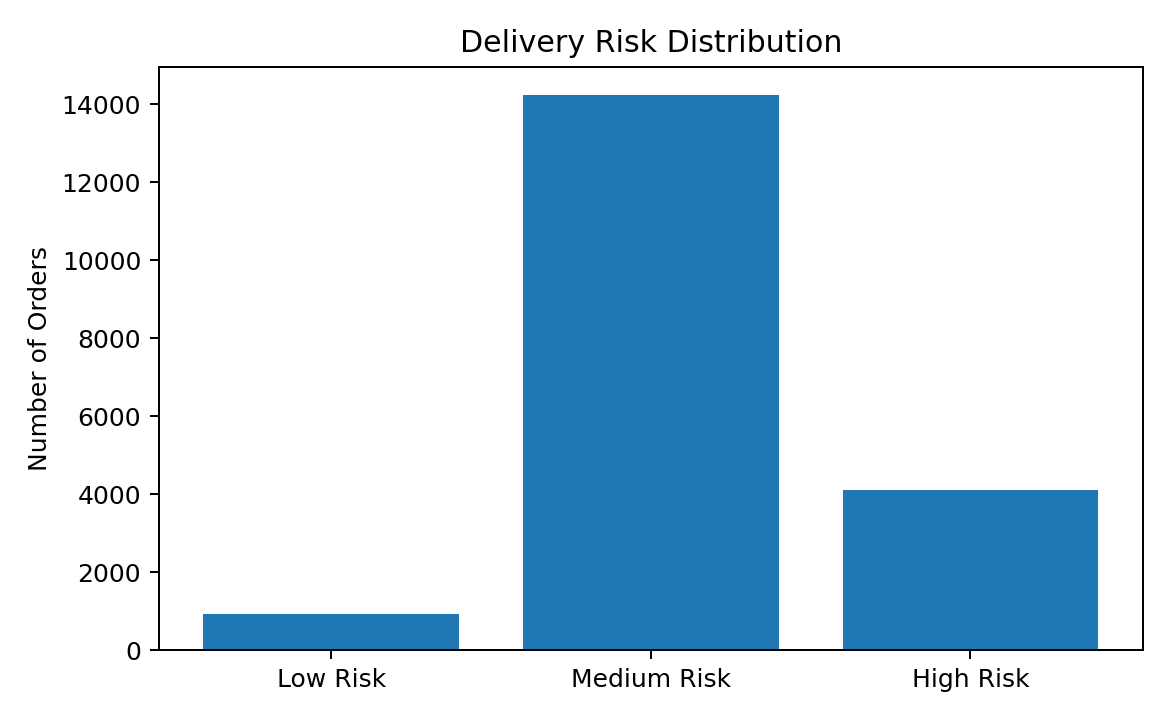 Delivery Risk Distribution
Number of Orders
14000
12000
10000
8000
6000
4000
2000
0
Low Risk
Medium Risk
High Risk